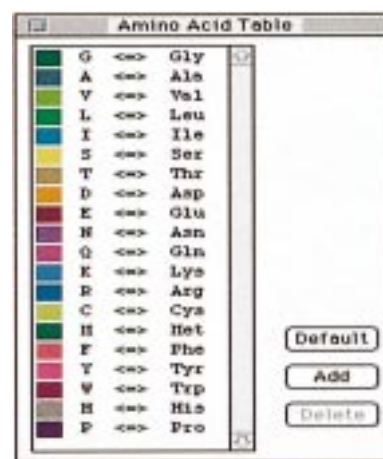 Amino Acid Table
G <=> Gly
A <=> Ala
V <=> Val
L <=> Leu
I <=> Ile
S <=> Ser
T <=> Thr
D <=> Asp
E <=> Glu
N <=> Asn
Q <=> Gln
K <=> Lys
R <=> Arg
C <=> Cys
M <=> Met
F <=> Phe
Y <=> Tyr
W <=> Trp
H <=> His
P <=> Pro
Default
Add
Delete